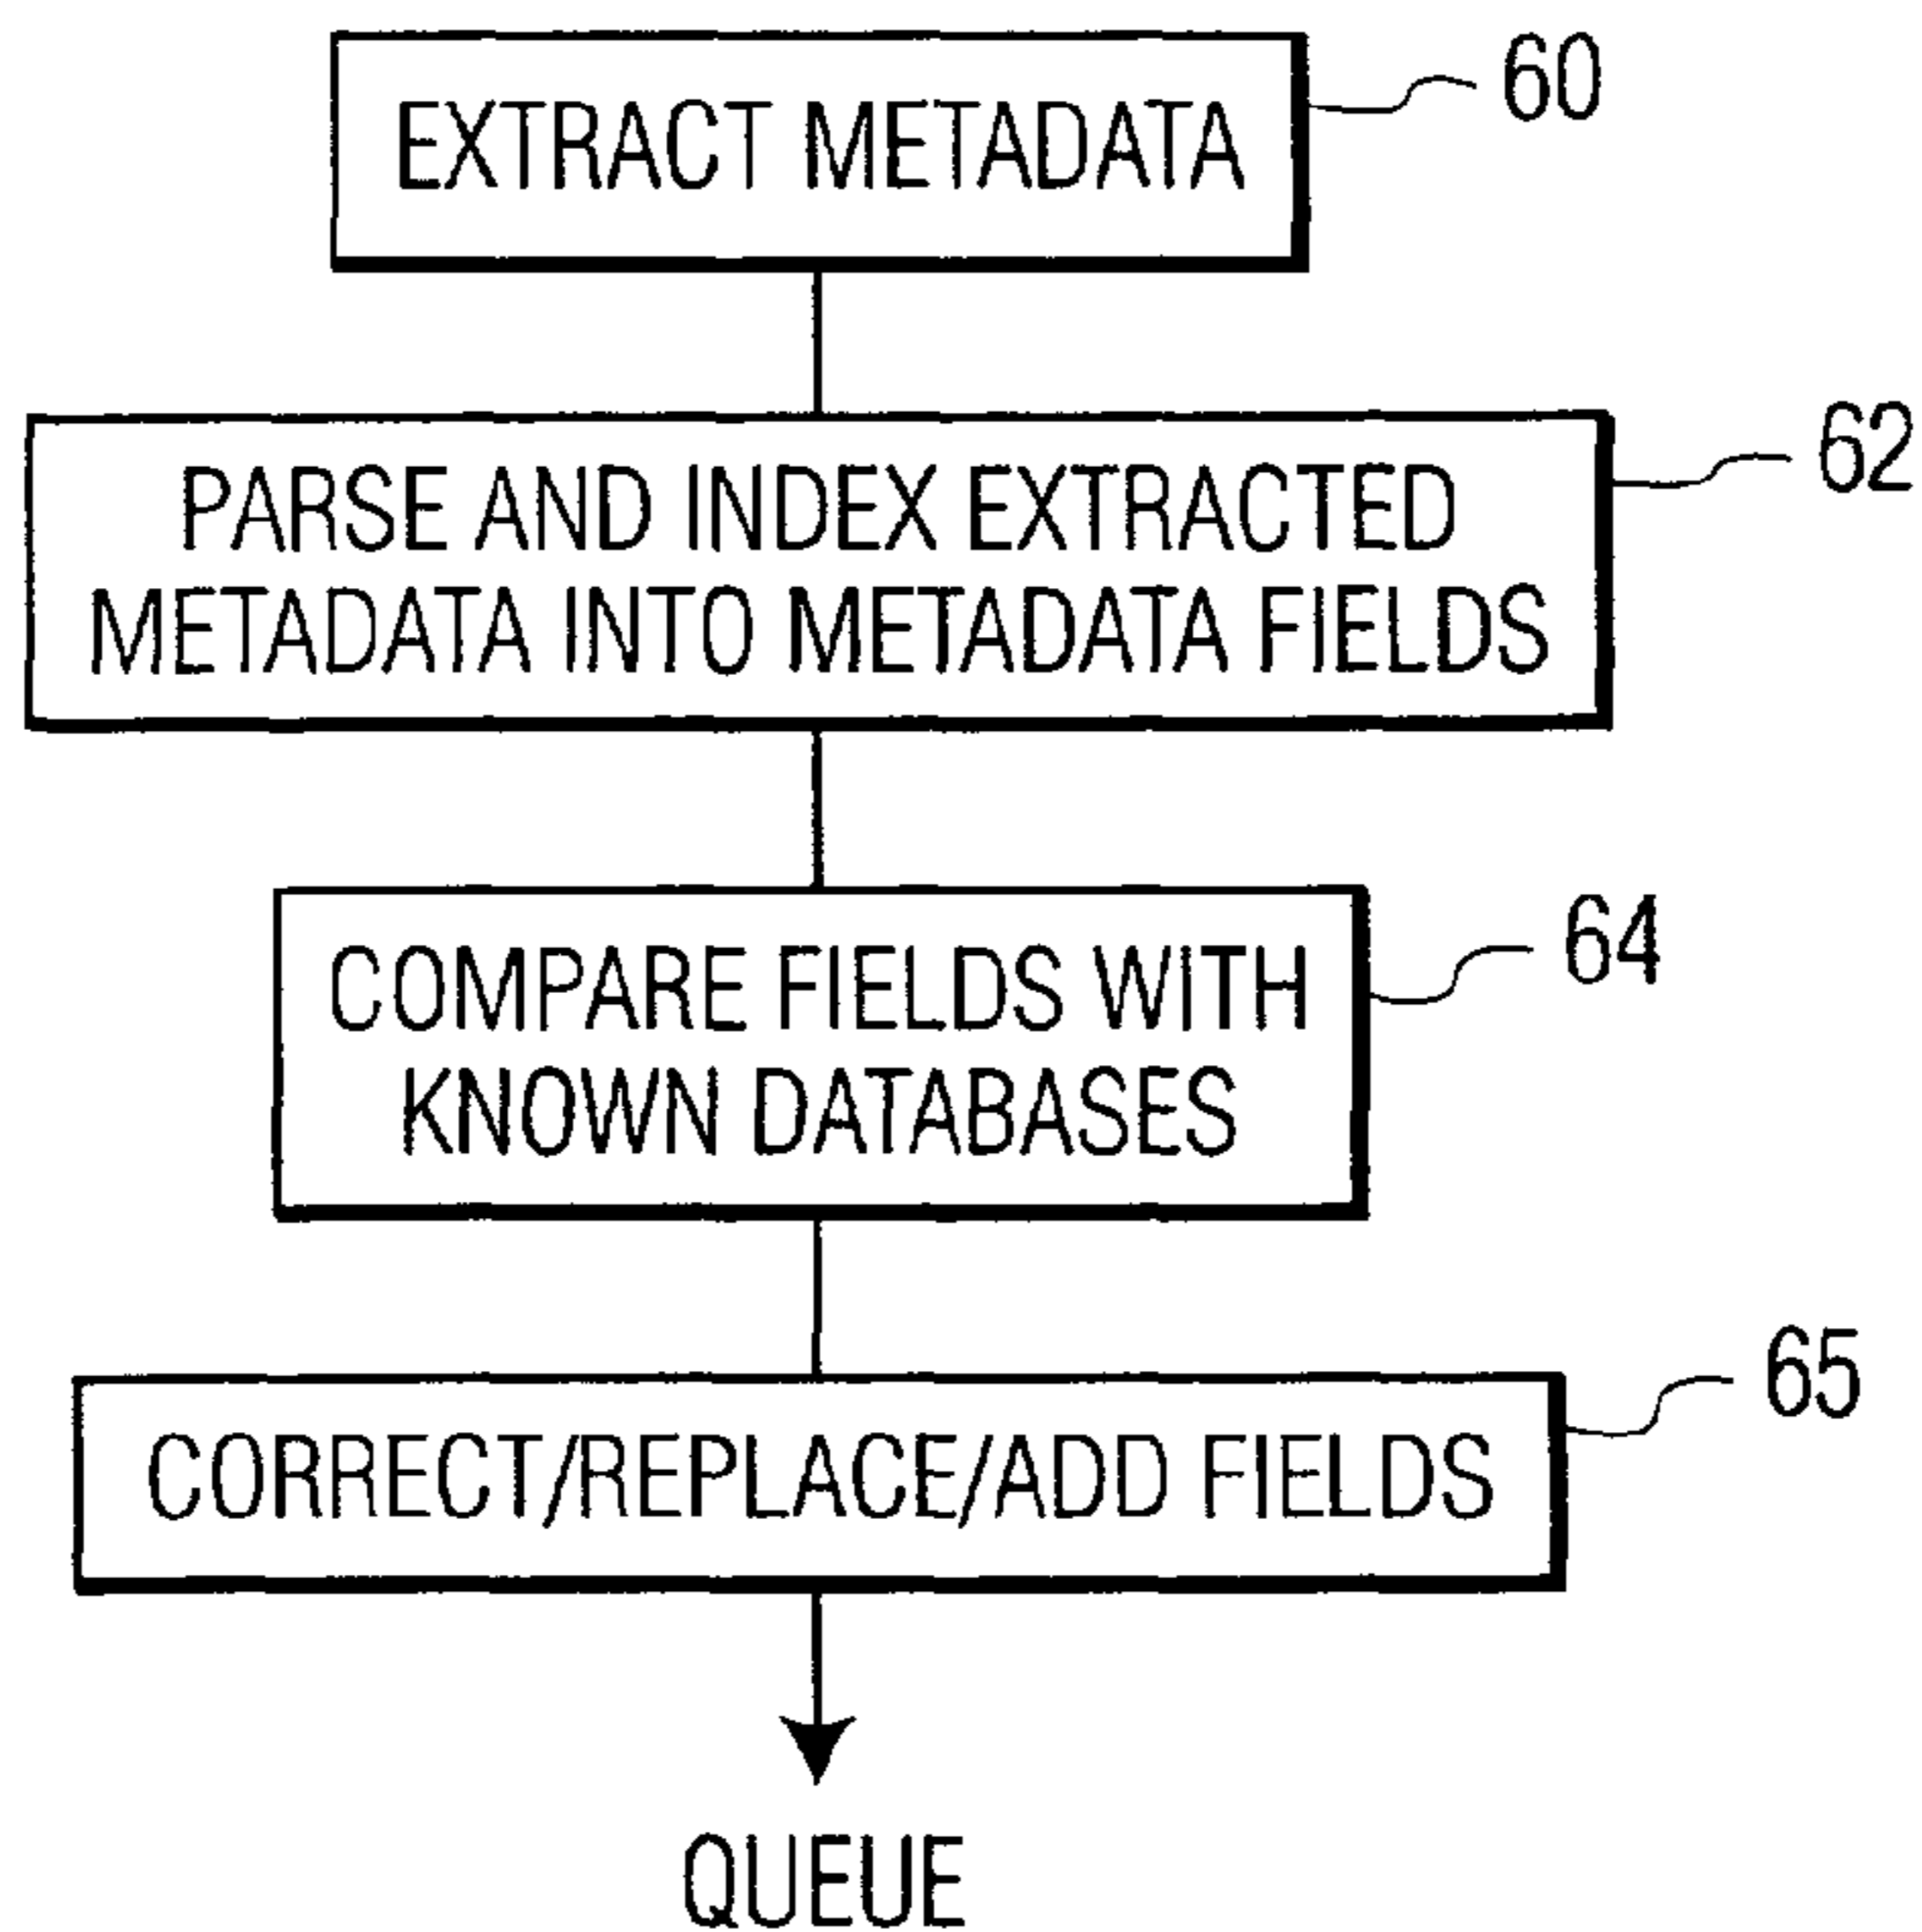 EXTRACT METADATA
60
PARSE AND INDEX EXTRACTED
METADATA INTO METADATA FIELDS
62
COMPARE FIELDS WITH
KNOWN DATABASES
64
CORRECT/REPLACE/ADD FIELDS
65
QUEUE